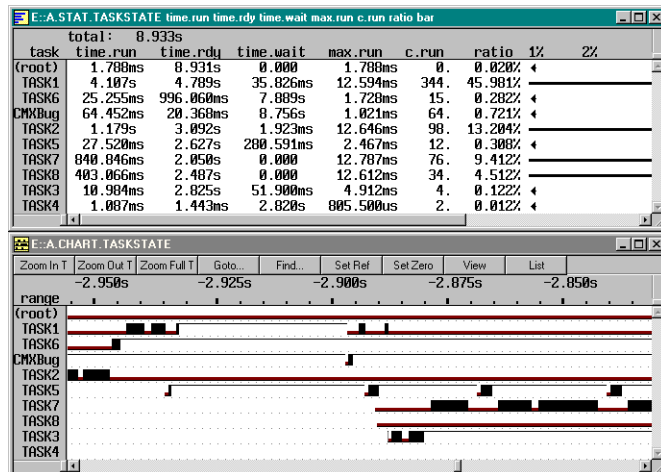 E::A.STAT.TASKSTATE time.run time.rdy time.wait max.run c.run ratio bar
total: 8.933s
task time.run time.rdy time.wait max.run c.run ratio 1% 2%
(root) 1.788ms 8.931s 0.000 1.788ms 0. 0.020%
TASK1 4.107s 4.789s 35.826ms 12.594ms 344. 45.981%
TASK6 25.255ms 996.060ms 7.889s 1.728ms 15. 0.282%
CMXBug 64.452ms 20.368ms 8.756s 1.021ms 64. 0.721%
TASK2 1.179s 3.092s 1.923ms 12.646ms 98. 13.204%
TASK5 27.520ms 2.627s 280.591ms 2.467ms 12. 0.308%
TASK7 840.846ms 2.050s 0.000 12.787ms 76. 9.412%
TASK8 403.066ms 2.487s 0.000 12.612ms 34. 4.512%
TASK3 10.984ms 2.825s 51.900ms 4.912ms 4. 0.122%
TASK4 1.087ms 1.443ms 2.820s 805.500us 2. 0.012%
E::A.CHART.TASKSTATE
Zoom In T Zoom Out T Zoom Full T Goto... Find... Set Ref Set Zero View List
-2.950s -2.925s -2.900s -2.875s -2.850s
range
(root)
TASK1
TASK6
CMXBug
TASK2
TASK5
TASK7
TASK8
TASK3
TASK4